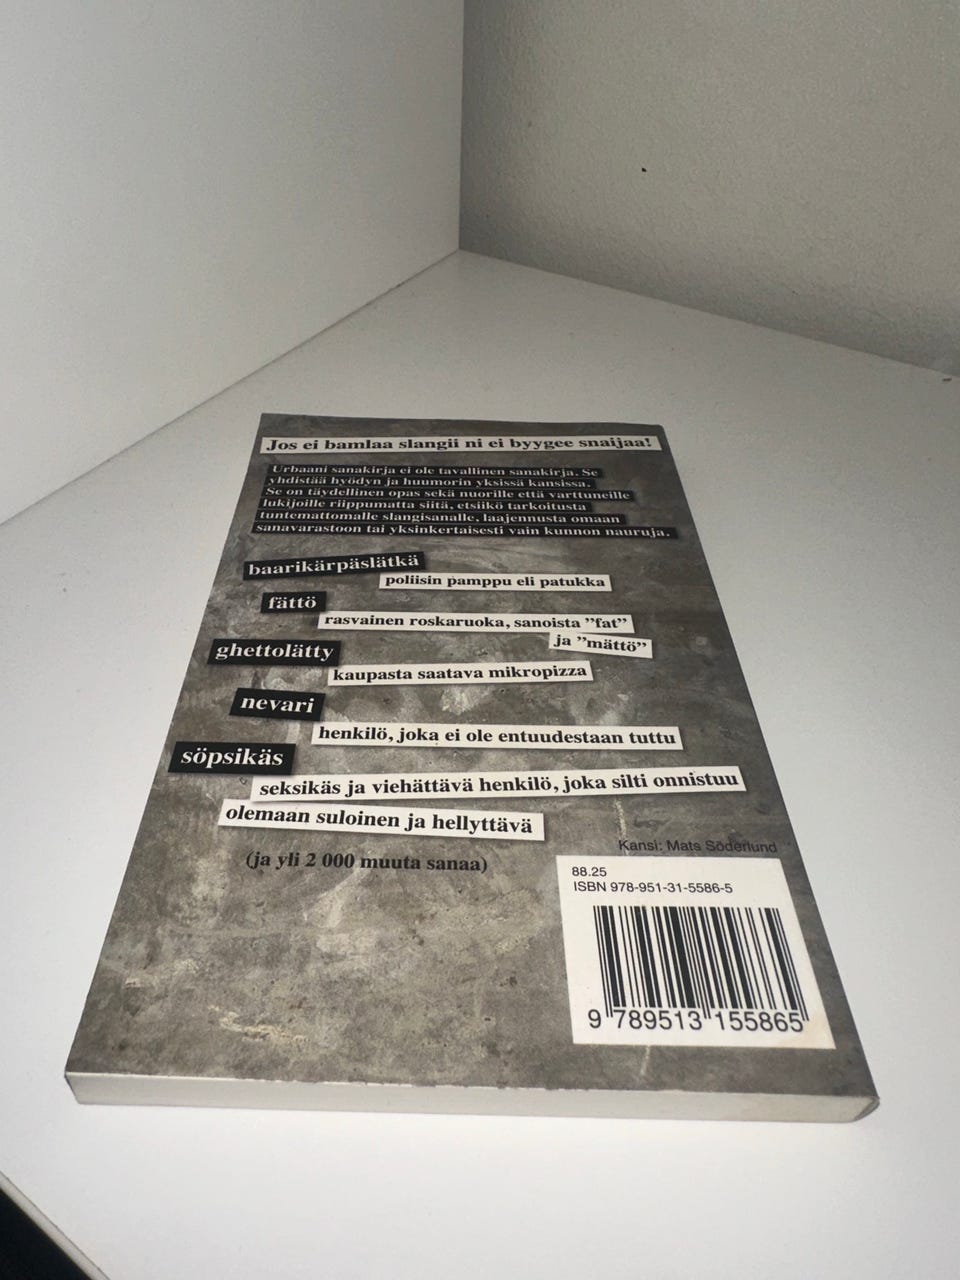 Jos ei bamlaa slangii ni ei byygee snaijaa!
Urbaani sanakirja ei ole tavallinen sanakirja. Se
yhdistää hyödyn ja huumorin yksissä kansissa.
Se on täydellinen opas sekä nuorille että varttuneille
lukijoille riippumatta siitä, etsiikö tarkoitusta
tuntemattomalle slangisanalle, laajennusta omaan
sanavarastoon tai yksinkertaisesti vain kunnon nauruja.
baarikärpäslätkä
poliisin pamppu eli patukka
fättö
rasvainen roskaruoka, sanoista ”fat”
ja ”mättö”
ghettolätty
kaupasta saatava mikropizza
nevari
henkilö, joka ei ole entuudestaan tuttu
söpsikäs
seksikäs ja viehättävä henkilö, joka silti onnistuu
olemaan suloinen ja hellyttävä
(ja yli 2 000 muuta sanaa)
Kansi: Mats Söderlund
88.25
ISBN 978-951-31-5586-5
9 789513 155865